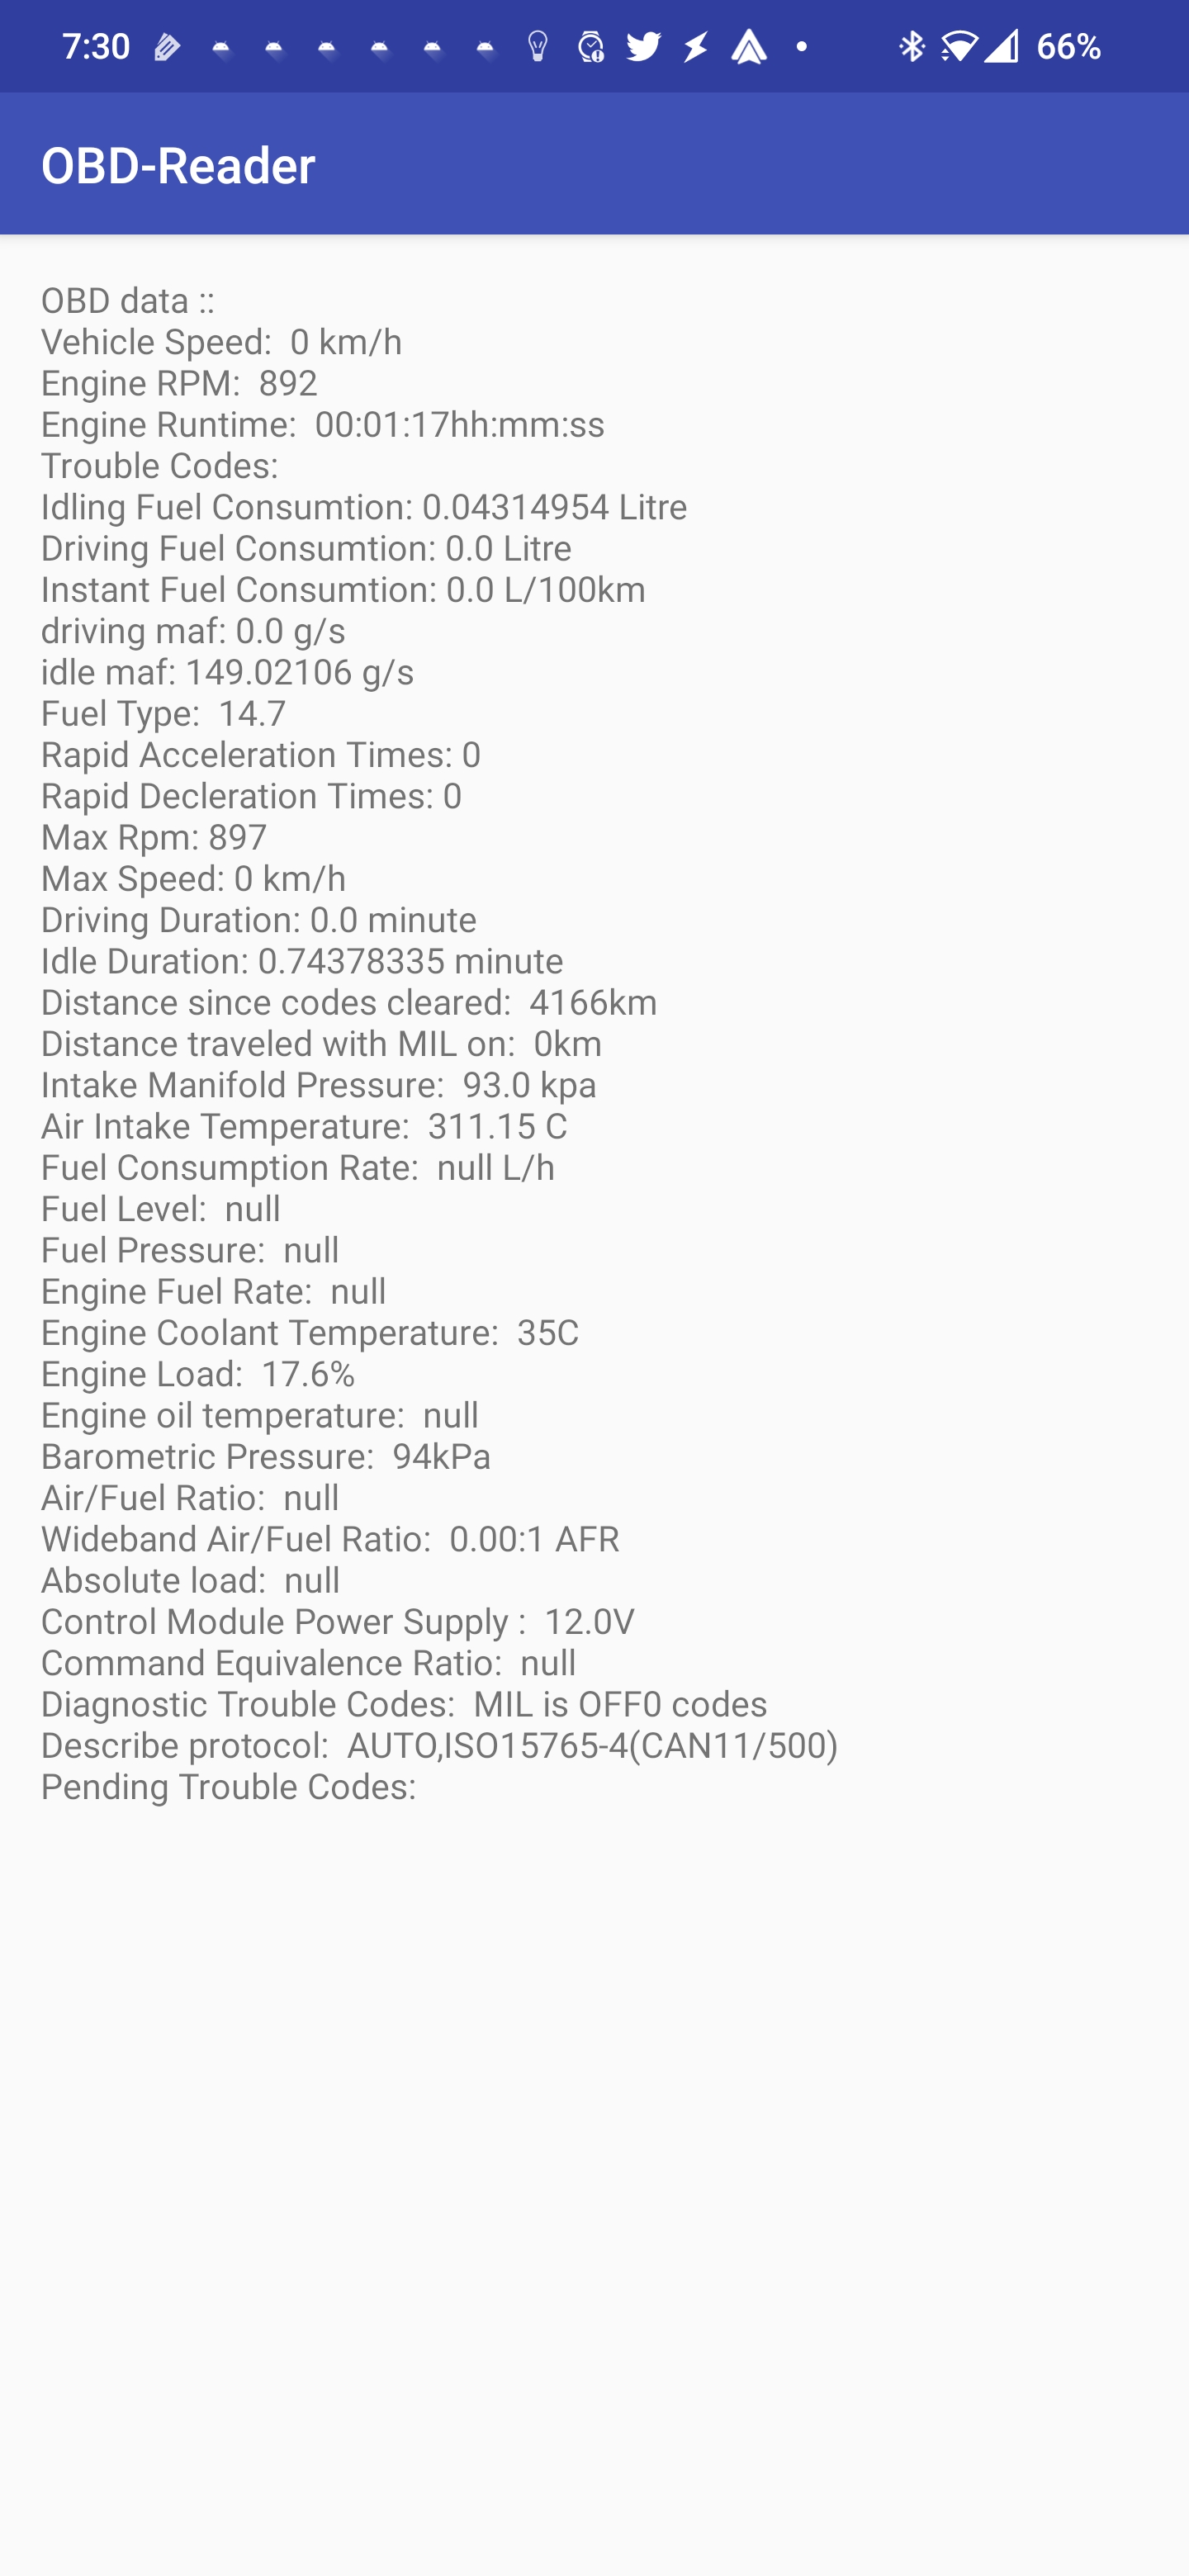 7:30 66%
OBD-Reader
OBD data ::
Vehicle Speed:  0 km/h
Engine RPM:  892
Engine Runtime:  00:01:17hh:mm:ss
Trouble Codes:
Idling Fuel Consumtion: 0.04314954 Litre
Driving Fuel Consumtion: 0.0 Litre
Instant Fuel Consumtion: 0.0 L/100km
driving maf: 0.0 g/s
idle maf: 149.02106 g/s
Fuel Type:  14.7
Rapid Acceleration Times: 0
Rapid Decleration Times: 0
Max Rpm: 897
Max Speed: 0 km/h
Driving Duration: 0.0 minute
Idle Duration: 0.74378335 minute
Distance since codes cleared:  4166km
Distance traveled with MIL on:  0km
Intake Manifold Pressure:  93.0 kpa
Air Intake Temperature:  311.15 C
Fuel Consumption Rate:  null L/h
Fuel Level:  null
Fuel Pressure:  null
Engine Fuel Rate:  null
Engine Coolant Temperature:  35C
Engine Load:  17.6%
Engine oil temperature:  null
Barometric Pressure:  94kPa
Air/Fuel Ratio:  null
Wideband Air/Fuel Ratio:  0.00:1 AFR
Absolute load:  null
Control Module Power Supply :  12.0V
Command Equivalence Ratio:  null
Diagnostic Trouble Codes:  MIL is OFF0 codes
Describe protocol:  AUTO,ISO15765-4(CAN11/500)
Pending Trouble Codes: